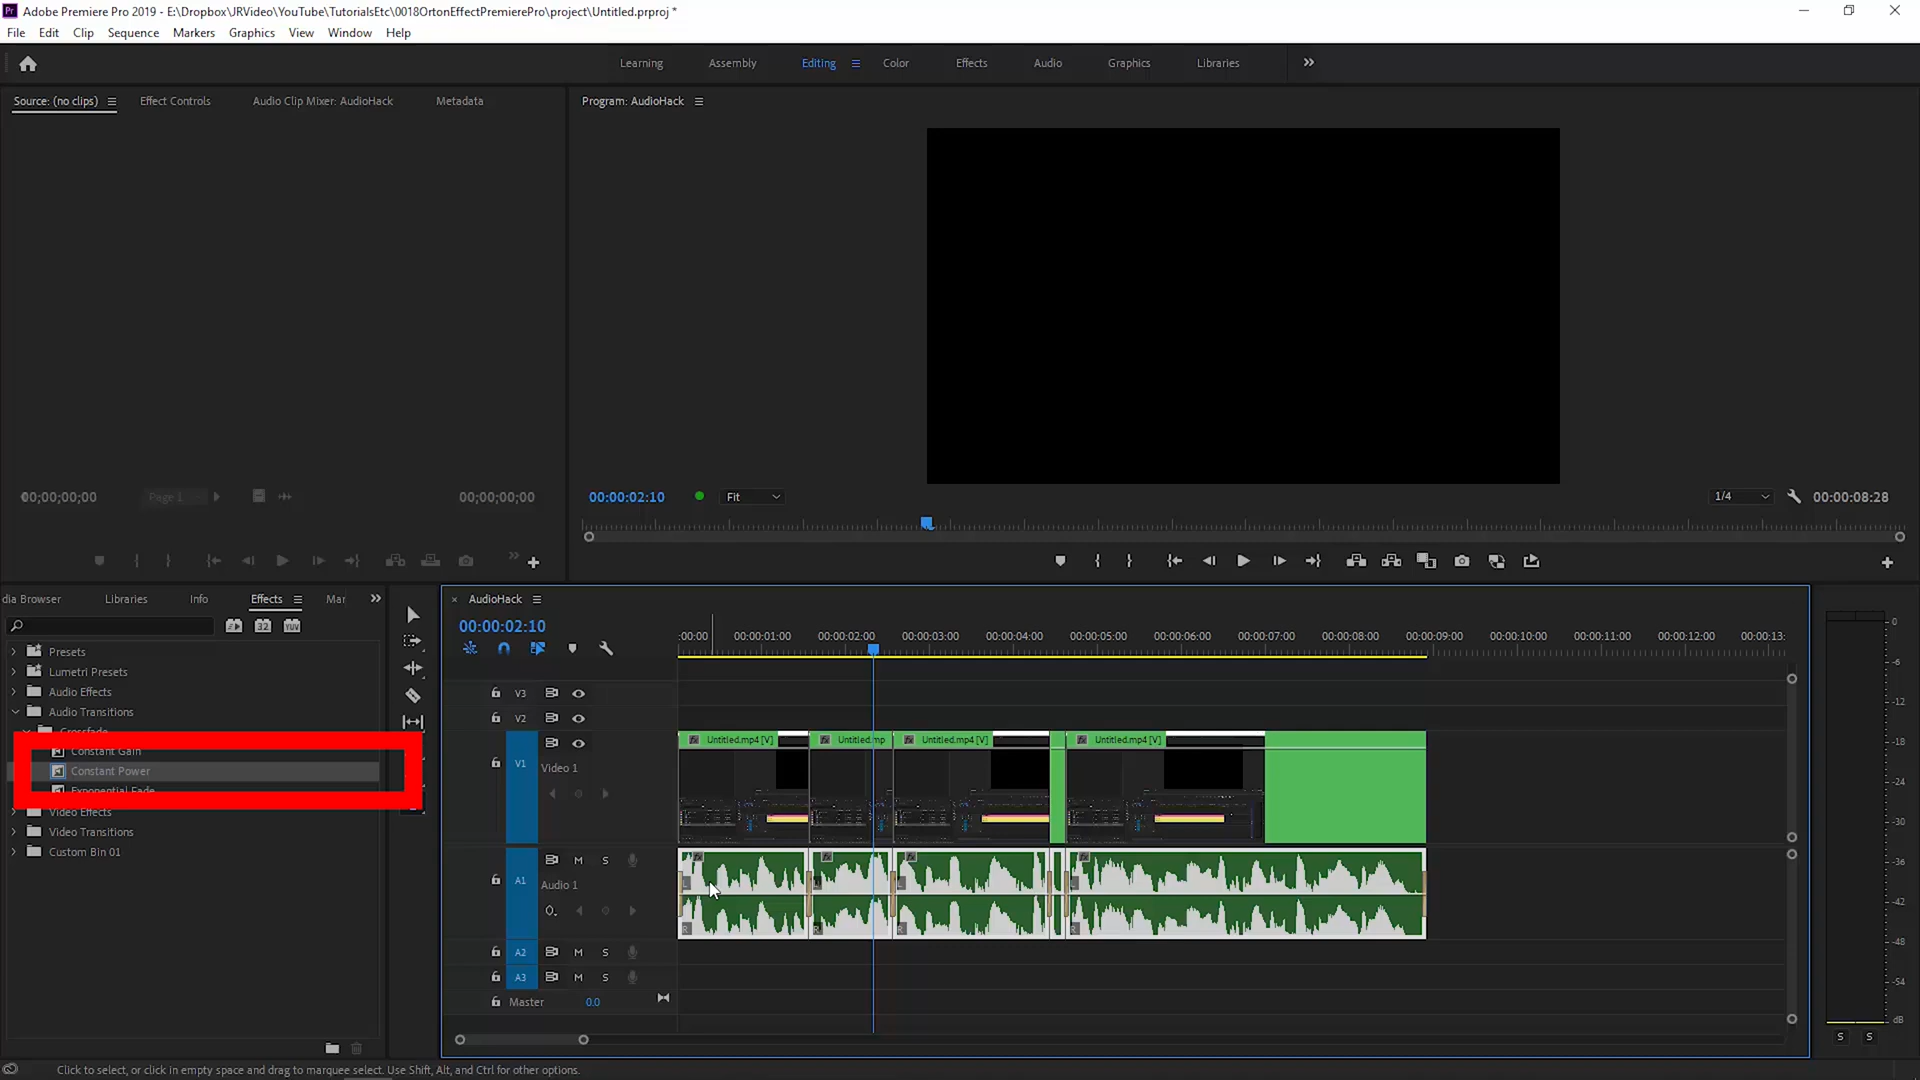 Adobe Premiere Pro 2019 - E:\Dropbox\JRVideo\YouTube\TutorialsEtc\0018OrtonEffectPremierePro\project\Untitled.prproj *
File Edit Clip Sequence Markers Graphics View Window Help
Learning Assembly Editing Color Effects Audio Graphics Libraries
Source: (no clips) Effect Controls Audio Clip Mixer: AudioHack Metadata
Program: AudioHack
00;00;00;00 Page 1 00;00;00;00
00:00:02:10 Fit 1/4 00:00:08:28
dia Browser Libraries Info Effects Mar
Presets
Lumetri Presets
Audio Effects
Audio Transitions
Crossfade
Constant Gain
Constant Power
Exponential Fade
Video Effects
Video Transitions
Custom Bin 01
AudioHack
00:00:02:10
:00:00 00:00:01:00 00:00:02:00 00:00:03:00 00:00:04:00 00:00:05:00 00:00:06:00 00:00:07:00 00:00:08:00 00:00:09:00 00:00:10:00 00:00:11:00 00:00:12:00 00:00:13:
V3
V2
V1 Video 1
Untitled.mp4 [V] Untitled.mp Untitled.mp4 [V] Untitled.mp4 [V]
A1 M S
Audio 1
A2 M S
A3 M S
Master 0.0
0
-6
-12
-18
-24
-30
-36
-42
-48
-54
dB
S S
Click to select, or click in empty space and drag to marquee select. Use Shift, Alt, and Ctrl for other options.